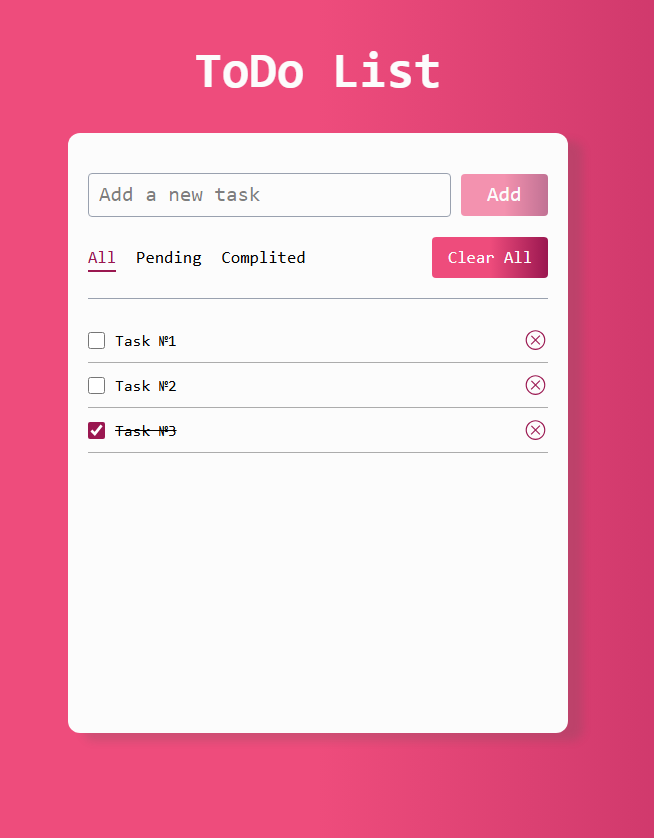 ToDo List
Add a new task Add
All Pending Complited Clear All
Task №1
Task №2
Task №3